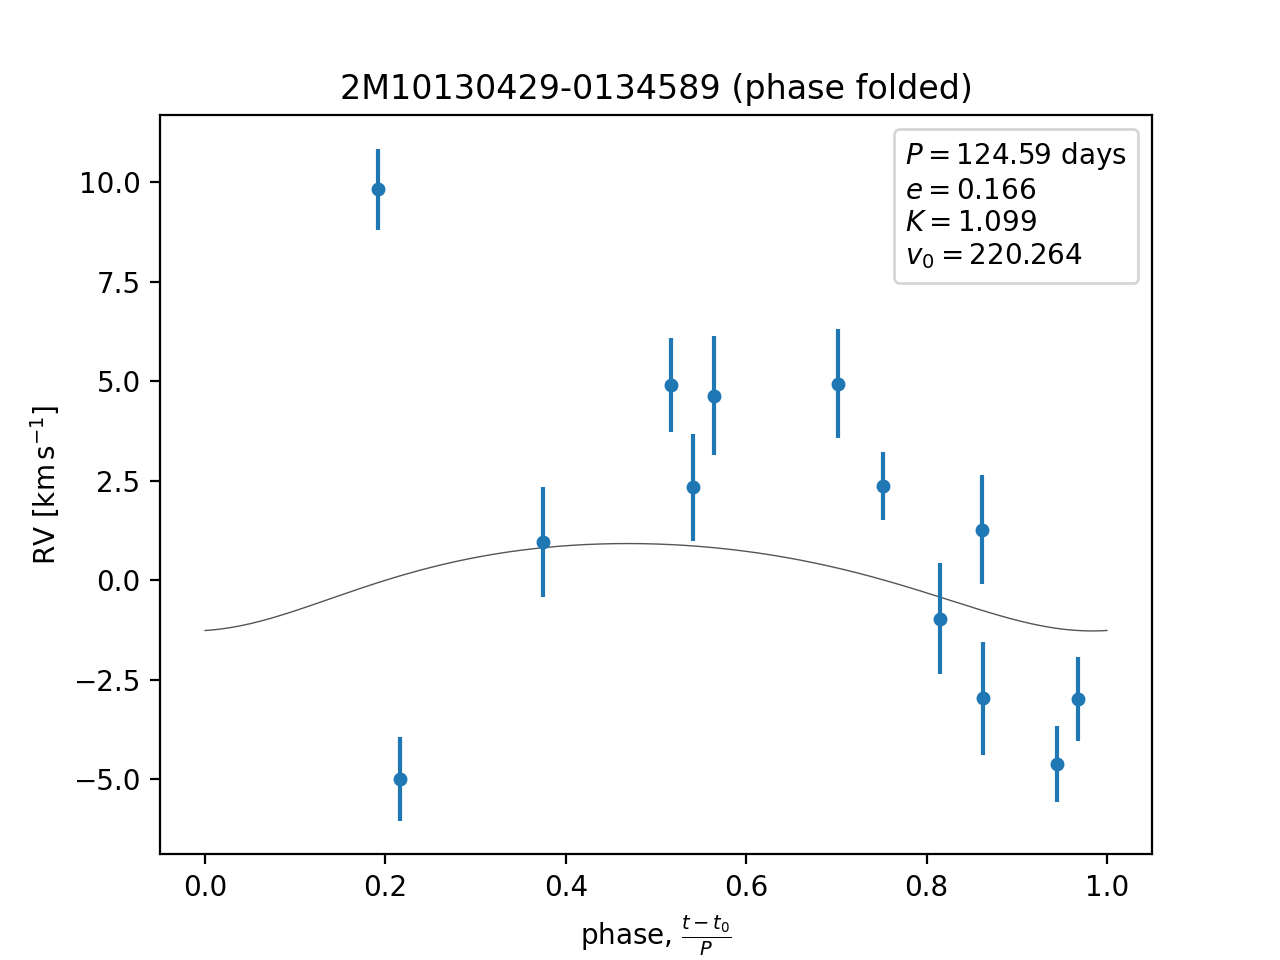 2M10130429-0134589 (phase folded)
P = 124.59 days
e = 0.166
K = 1.099
v₀ = 220.264
10.0
7.5
5.0
2.5
0.0
−2.5
−5.0
RV [km s⁻¹]
0.0 0.2 0.4 0.6 0.8 1.0
phase, (t − t₀)/P